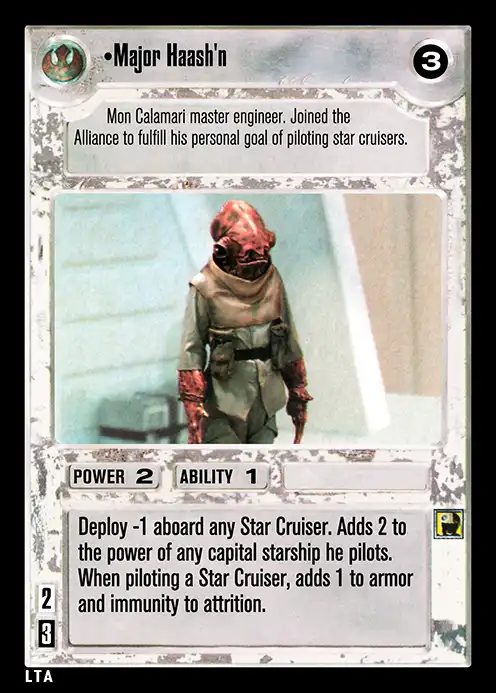 •Major Haash'n
3
Mon Calamari master engineer. Joined the
Alliance to fulfill his personal goal of piloting star cruisers.
POWER 2 ABILITY 1
Deploy -1 aboard any Star Cruiser. Adds 2 to
the power of any capital starship he pilots.
When piloting a Star Cruiser, adds 1 to armor
and immunity to attrition.
2
3
LTA